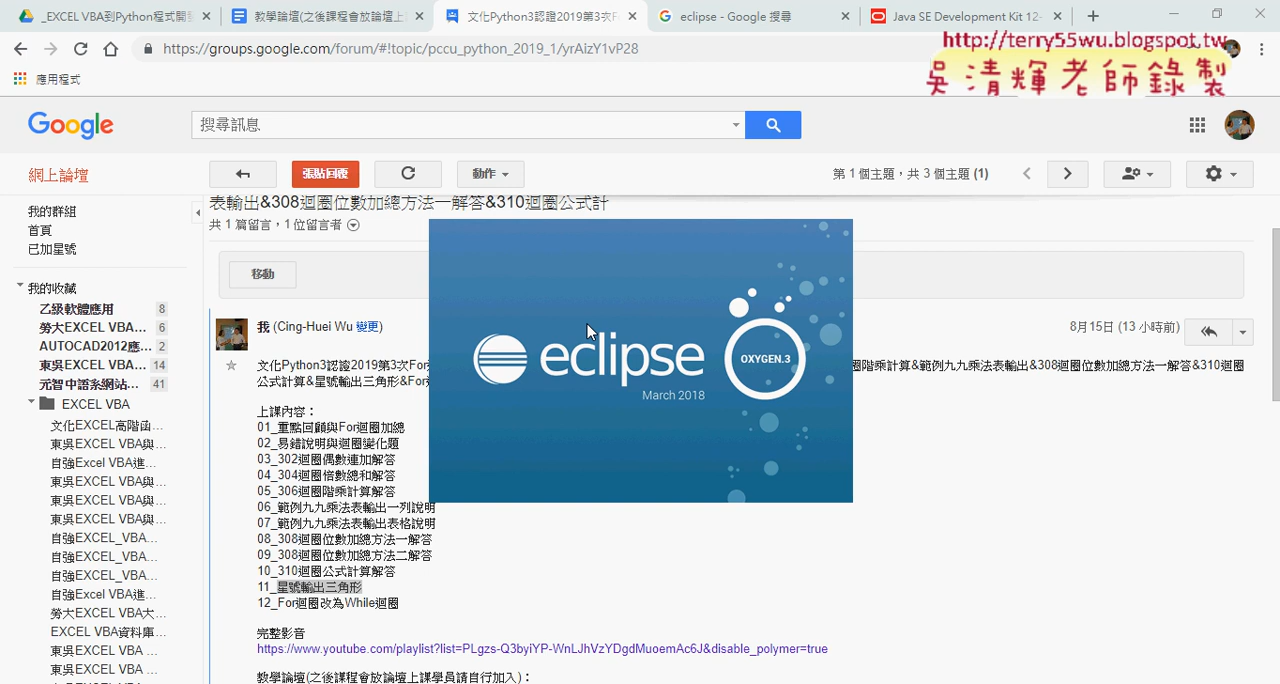 _EXCEL VBA到Python程式開發
教學論壇(之後課程會放論壇上
文化Python3認證2019第3次F
eclipse - Google 搜尋
Java SE Development Kit 12-
https://groups.google.com/forum/#!topic/pccu_python_2019_1/yrAizY1vP28
http://terry55wu.blogspot.tw
吳清輝老師錄製
應用程式
Google
搜尋訊息
網上論壇
張貼回覆
動作
第 1 個主題，共 3 個主題 (1)
表輸出&308迴圈位數加總方法一解答&310迴圈公式計
共 1 篇留言，1 位留言者
移動
我的群組
首頁
已加星號
我的收藏
乙級軟體應用 8
勞大EXCEL VBA... 6
AUTOCAD2012應... 2
東吳EXCEL VBA... 14
元智中語系網站... 41
EXCEL VBA
文化EXCEL高階函...
東吳EXCEL VBA與...
自強Excel VBA進...
東吳EXCEL VBA與...
東吳EXCEL VBA與...
東吳EXCEL VBA與...
自強EXCEL_VBA...
自強EXCEL_VBA...
自強EXCEL_VBA...
自強Excel VBA進...
勞大EXCEL VBA大...
EXCEL VBA資料庫...
東吳EXCEL VBA ...
東吳EXCEL VBA ...
我 (Cing-Huei Wu 變更)
8月15日 (13 小時前)
文化Python3認證2019第3次For
圈階乘計算&範例九九乘法表輸出&308迴圈位數加總方法一解答&310迴圈
公式計算&星號輸出三角形&For
eclipse
OXYGEN.3
March 2018
上課內容：
01_重點回顧與For迴圈加總
02_易錯說明與迴圈變化題
03_302迴圈偶數連加解答
04_304迴圈倍數總和解答
05_306迴圈階乘計算解答
06_範例九九乘法表輸出一列說明
07_範例九九乘法表輸出表格說明
08_308迴圈位數加總方法一解答
09_308迴圈位數加總方法二解答
10_310迴圈公式計算解答
11_星號輸出三角形
12_For迴圈改為While迴圈
完整影音
https://www.youtube.com/playlist?list=PLgzs-Q3byiYP-WnLJhVzYDgdMuoemAc6J&disable_polymer=true
教學論壇(之後課程會放論壇上課學員請自行加入)：